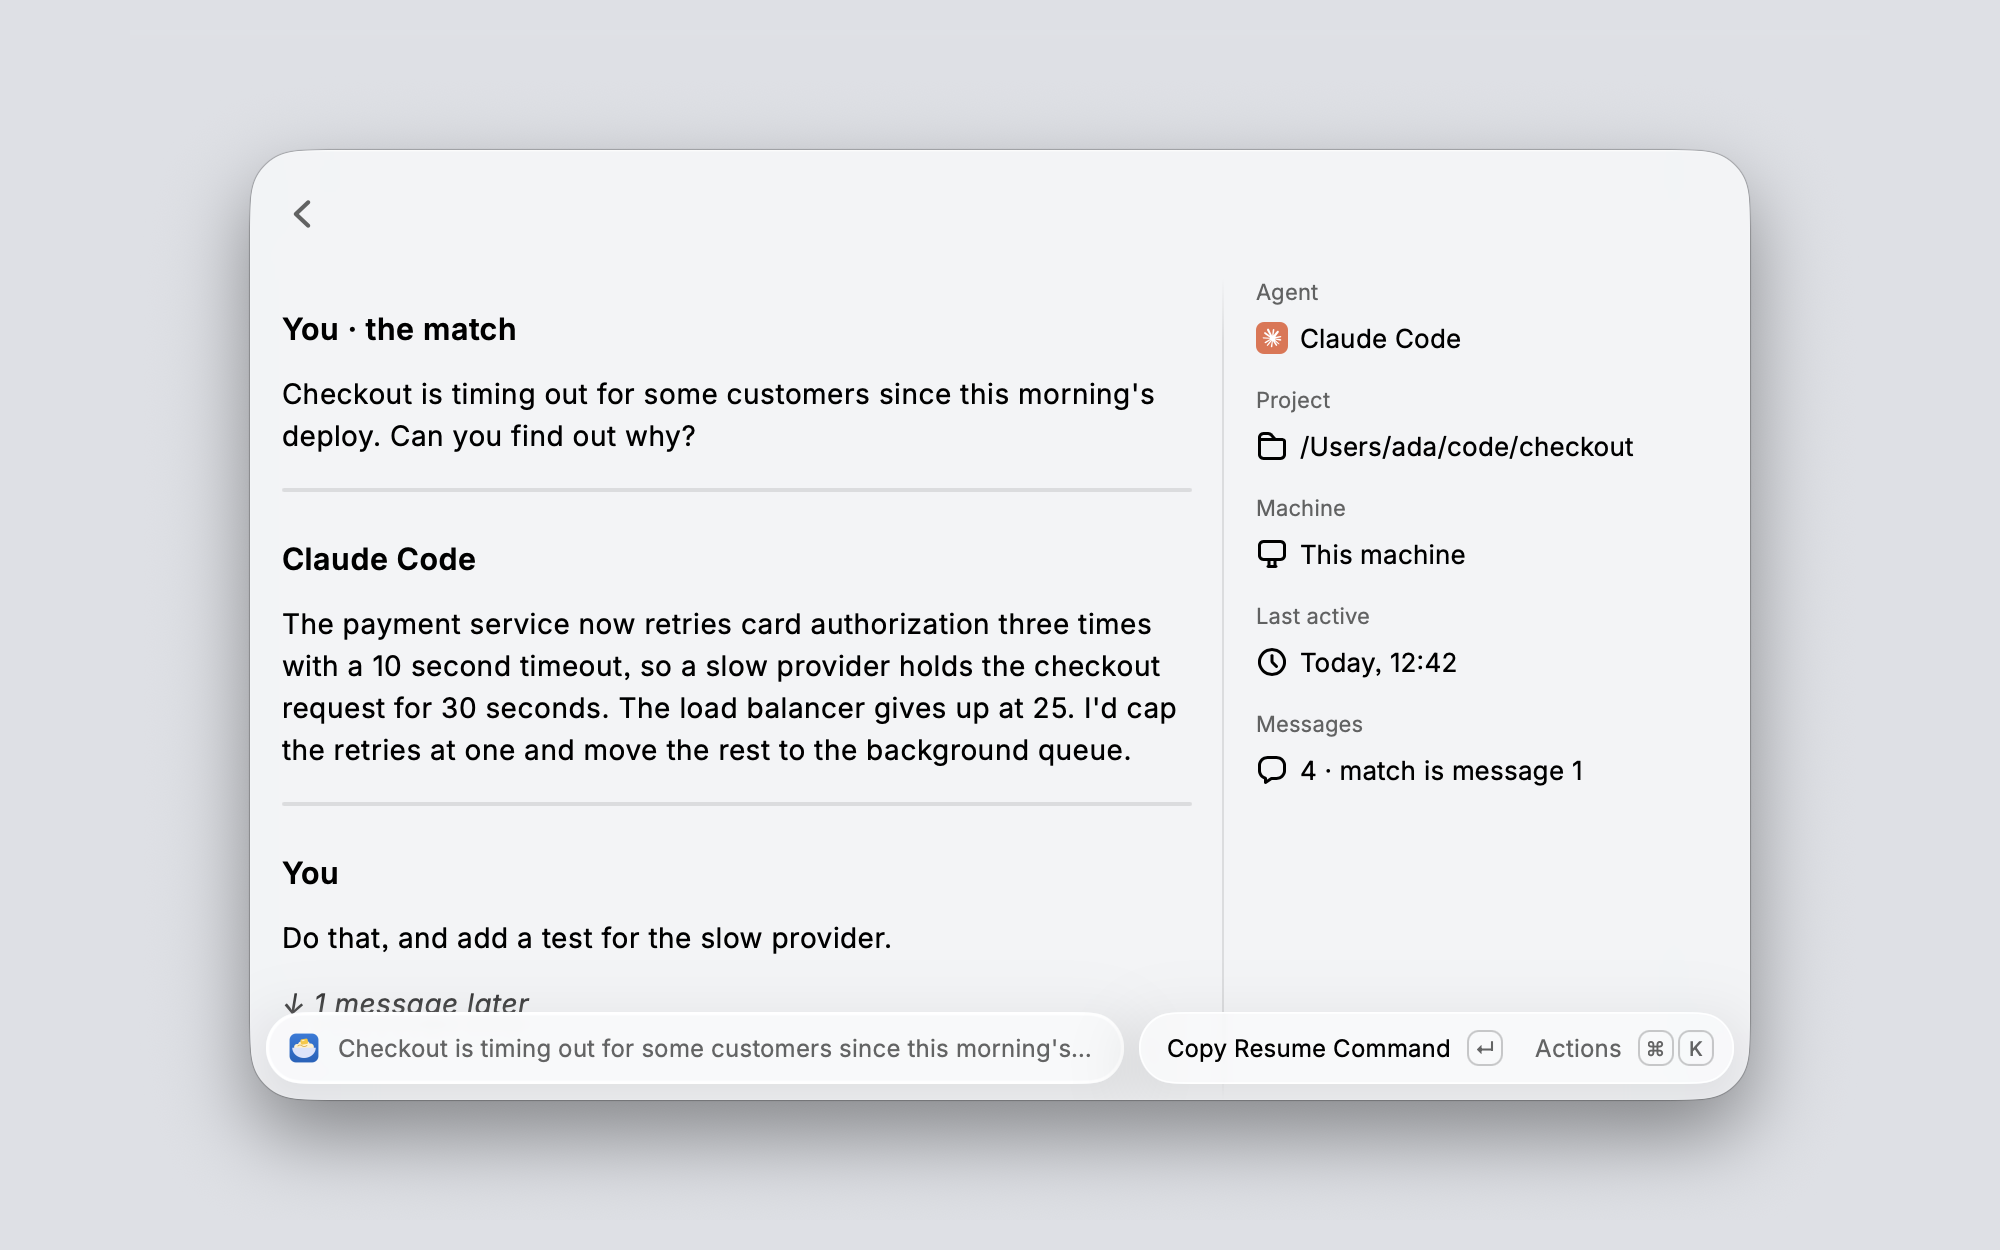 You · the match
Checkout is timing out for some customers since this morning's
deploy. Can you find out why?
Claude Code
The payment service now retries card authorization three times
with a 10 second timeout, so a slow provider holds the checkout
request for 30 seconds. The load balancer gives up at 25. I'd cap
the retries at one and move the rest to the background queue.
You
Do that, and add a test for the slow provider.
↓ 1 message later
Agent
Claude Code
Project
/Users/ada/code/checkout
Machine
This machine
Last active
Today, 12:42
Messages
4 · match is message 1
Checkout is timing out for some customers since this morning's...
Copy Resume Command ↵ Actions ⌘ K